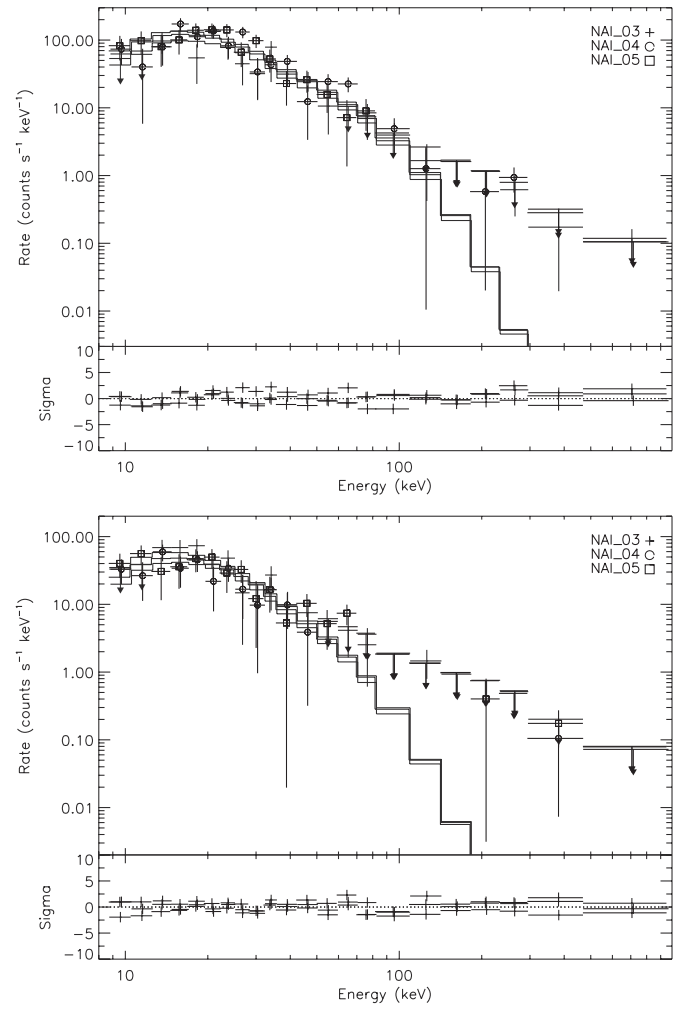 NAI_03 +
NAI_04 ○
NAI_05 □
100.00
10.00
1.00
0.10
0.01
Rate (counts s⁻¹ keV⁻¹)
10
5
0
−5
−10
Sigma
10
100
Energy (keV)
NAI_03 +
NAI_04 ○
NAI_05 □
100.00
10.00
1.00
0.10
0.01
Rate (counts s⁻¹ keV⁻¹)
10
5
0
−5
−10
Sigma
10
100
Energy (keV)